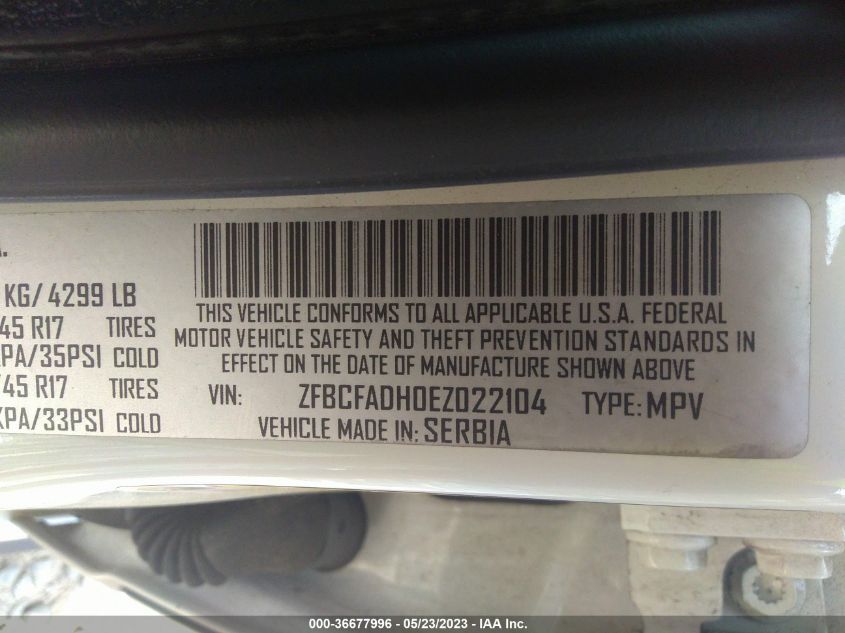 KG/ 4299 LB
45 R17 TIRES
KPA/35PSI COLD
/45 R17 TIRES
KPA/33PSI COLD
THIS VEHICLE CONFORMS TO ALL APPLICABLE U.S.A. FEDERAL
MOTOR VEHICLE SAFETY AND THEFT PREVENTION STANDARDS IN
EFFECT ON THE DATE OF MANUFACTURE SHOWN ABOVE
VIN: ZFBCFADH0EZ022104 TYPE: MPV
VEHICLE MADE IN: SERBIA
000-36677996 - 05/23/2023 - IAA Inc.